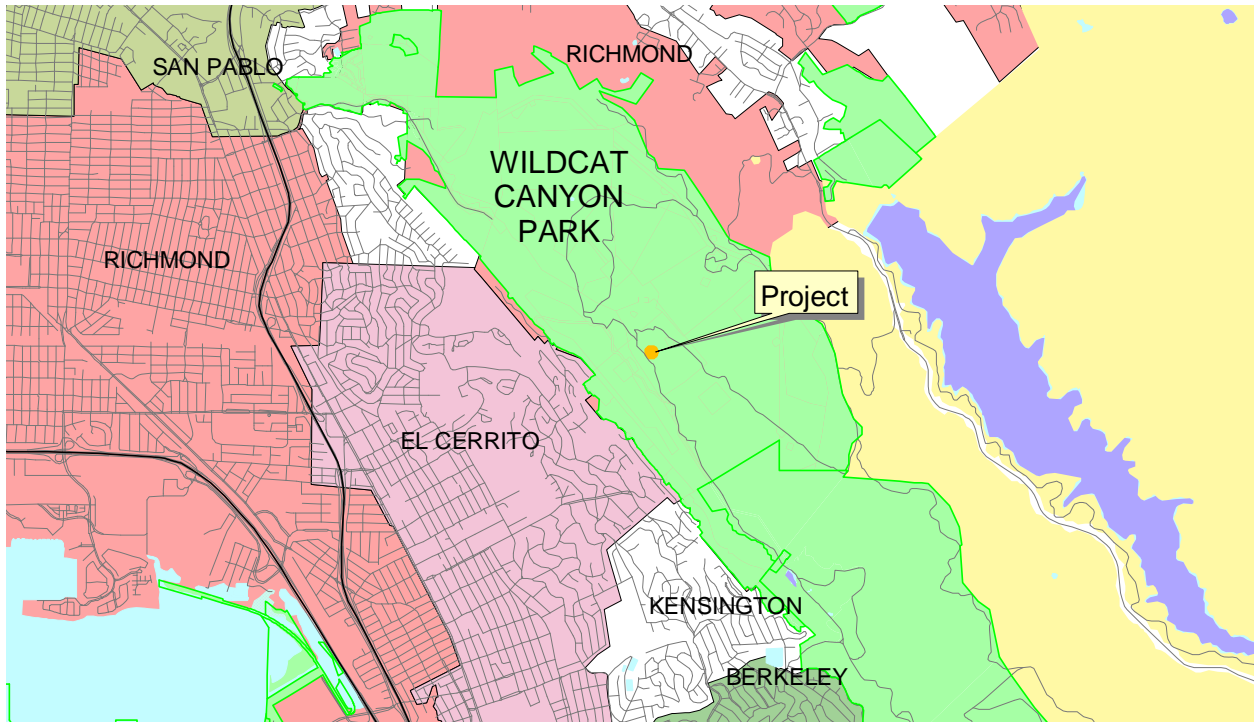 RICHMOND
SAN PABLO
WILDCAT
CANYON
PARK
RICHMOND
Project
EL CERRITO
KENSINGTON
BERKELEY